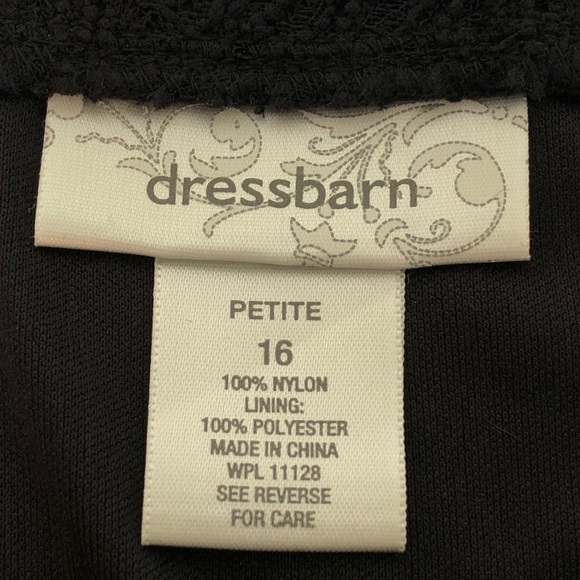 dressbarn
PETITE
16
100% NYLON
LINING:
100% POLYESTER
MADE IN CHINA
WPL 11128
SEE REVERSE
FOR CARE